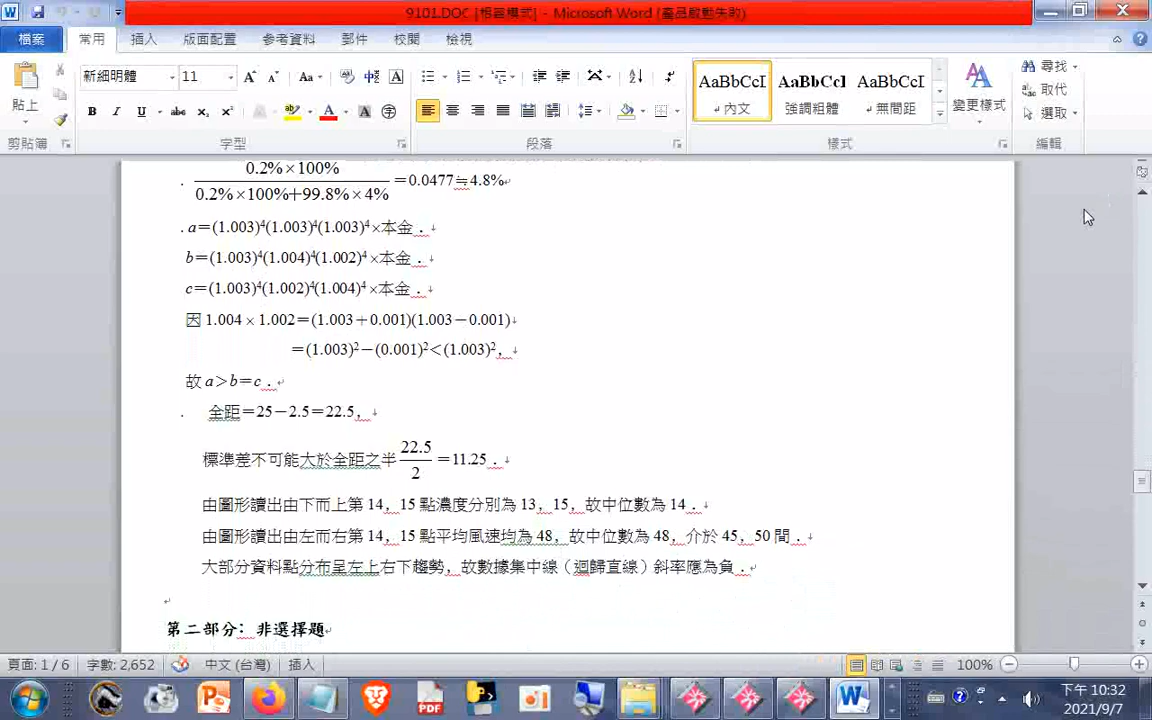 9101.DOC [相容模式] - Microsoft Word (產品啟動失敗)
檔案 常用 插入 版面配置 參考資料 郵件 校閱 檢視
新細明體 11
貼上
AaBbCcI AaBbCcI AaBbCcI
內文 強調粗體 無間距
變更樣式
尋找
取代
選取
剪貼簿 字型 段落 樣式 編輯
0.2%×100%
0.2%×100%+99.8%×4%
=0.0477≒4.8%
. a=(1.003)⁴(1.003)⁴(1.003)⁴×本金.
b=(1.003)⁴(1.004)⁴(1.002)⁴×本金.
c=(1.003)⁴(1.002)⁴(1.004)⁴×本金.
因 1.004×1.002=(1.003+0.001)(1.003-0.001)
=(1.003)²-(0.001)²<(1.003)²,
故 a>b=c.
. 全距=25-2.5=22.5,
標準差不可能大於全距之半 22.5/2 =11.25.
由圖形讀出由下而上第 14, 15 點濃度分別為 13, 15, 故中位數為 14.
由圖形讀出由左而右第 14, 15 點平均風速均為 48, 故中位數為 48, 介於 45, 50 間.
大部分資料點分布呈左上右下趨勢, 故數據集中線(迴歸直線)斜率應為負.
第二部分: 非選擇題
頁面: 1 / 6 字數: 2,652 中文 (台灣) 插入 100%
下午 10:32
2021/9/7